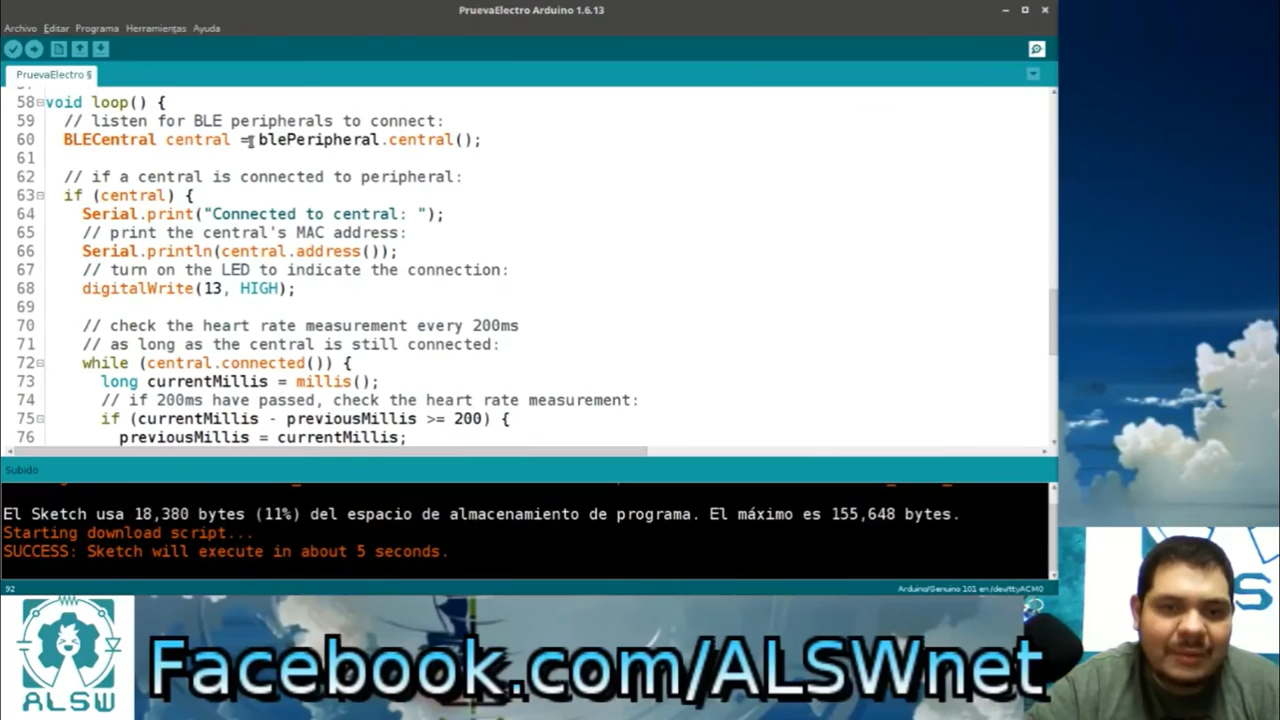 PruevaElectro Arduino 1.6.13
Archivo Editar Programa Herramientas Ayuda
PruevaElectro §
58 void loop() {
59 // listen for BLE peripherals to connect:
60 BLECentral central = blePeripheral.central();
61
62 // if a central is connected to peripheral:
63 if (central) {
64 Serial.print("Connected to central: ");
65 // print the central's MAC address:
66 Serial.println(central.address());
67 // turn on the LED to indicate the connection:
68 digitalWrite(13, HIGH);
69
70 // check the heart rate measurement every 200ms
71 // as long as the central is still connected:
72 while (central.connected()) {
73 long currentMillis = millis();
74 // if 200ms have passed, check the heart rate measurement:
75 if (currentMillis - previousMillis >= 200) {
76 previousMillis = currentMillis;
Subido
El Sketch usa 18,380 bytes (11%) del espacio de almacenamiento de programa. El máximo es 155,648 bytes.
Starting download script...
SUCCESS: Sketch will execute in about 5 seconds.
92 Arduino/Genuino 101 en /dev/ttyACM0
ALSW
Facebook.com/ALSWnet